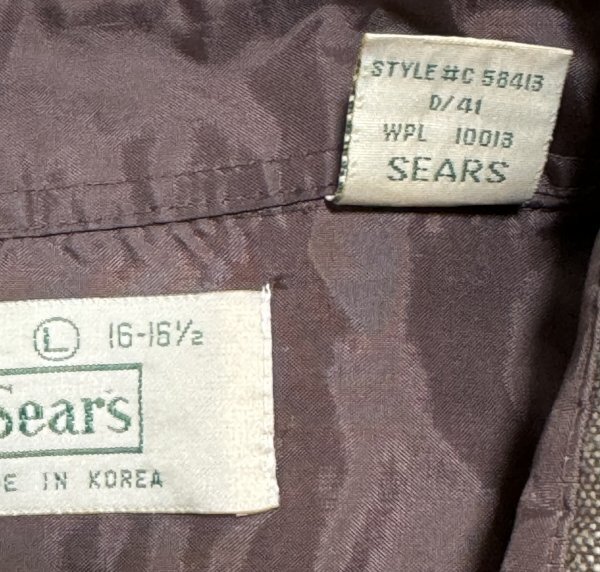 STYLE #C 58413
D/41
WPL 10013
SEARS
L 16-16½
Sears
IN KOREA